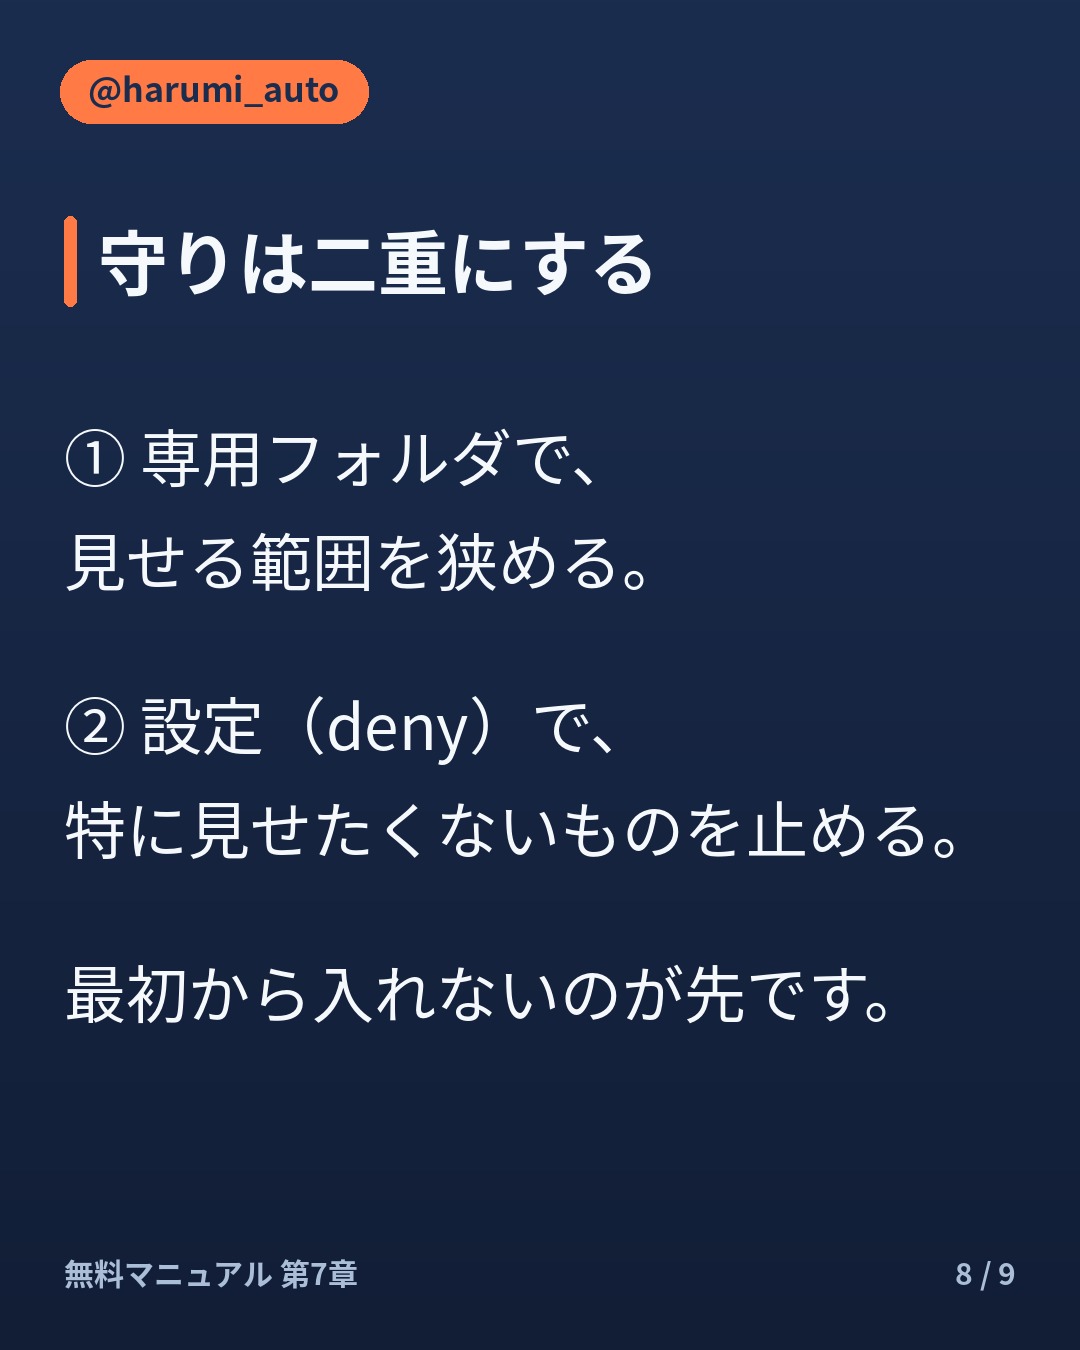 @harumi_auto
守りは二重にする
① 専用フォルダで、
見せる範囲を狭める。
② 設定（deny）で、
特に見せたくないものを止める。
最初から入れないのが先です。
無料マニュアル 第7章
8 / 9